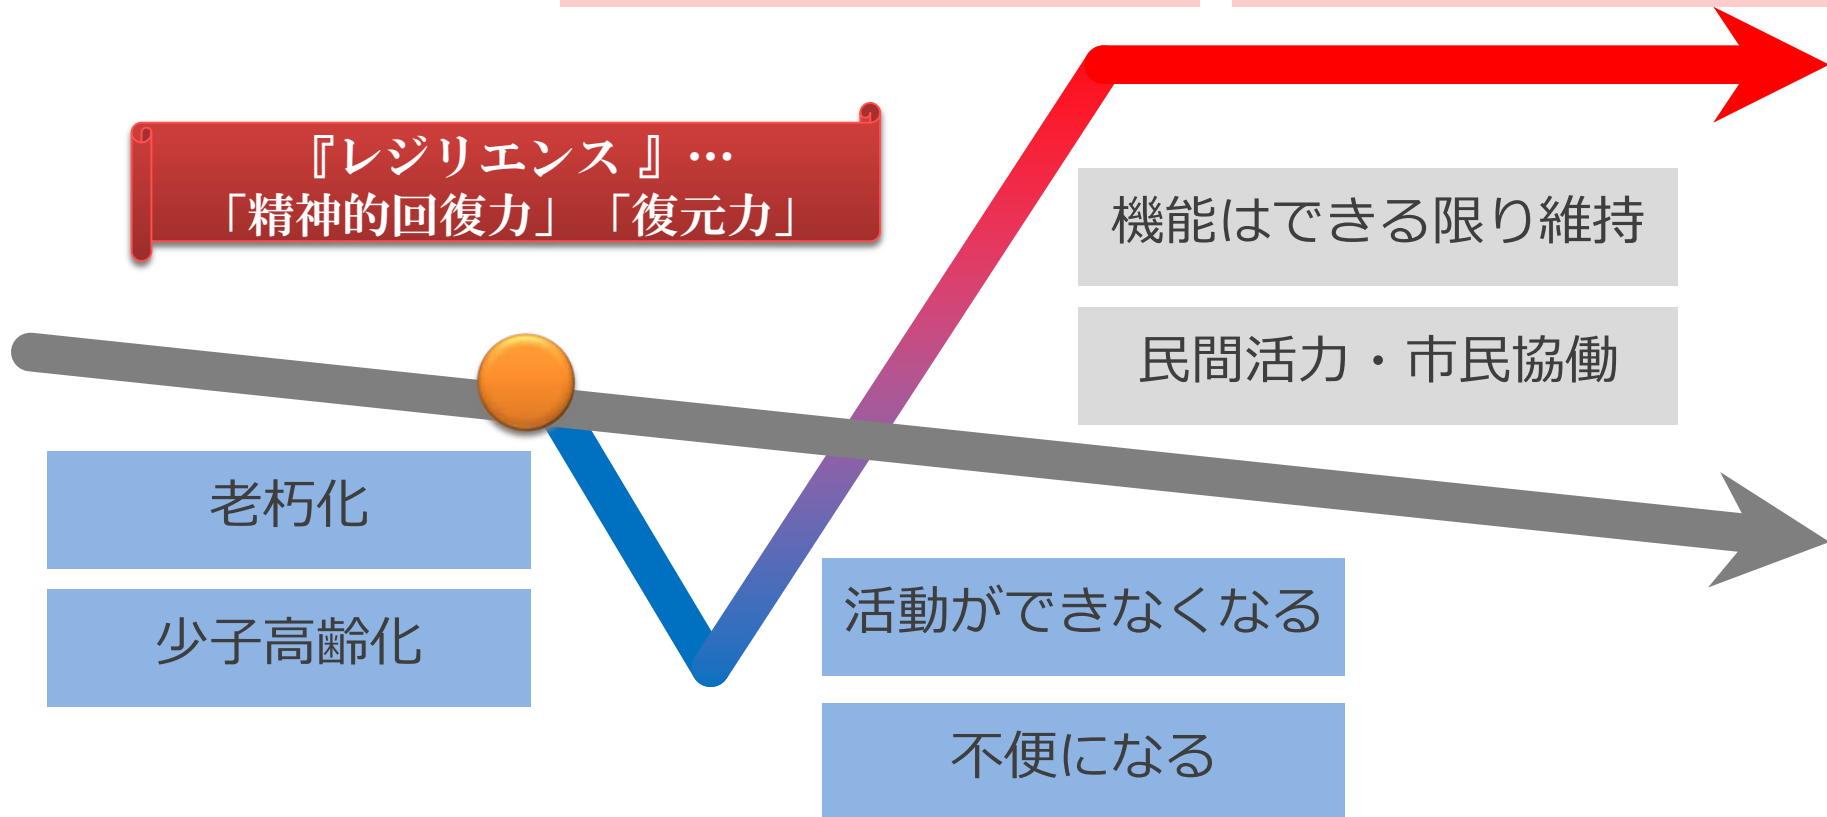 『レジリエンス 』…
「精神的回復力」「復元力」
機能はできる限り維持
民間活力・市民協働
老朽化
少子高齢化
活動ができなくなる
不便になる